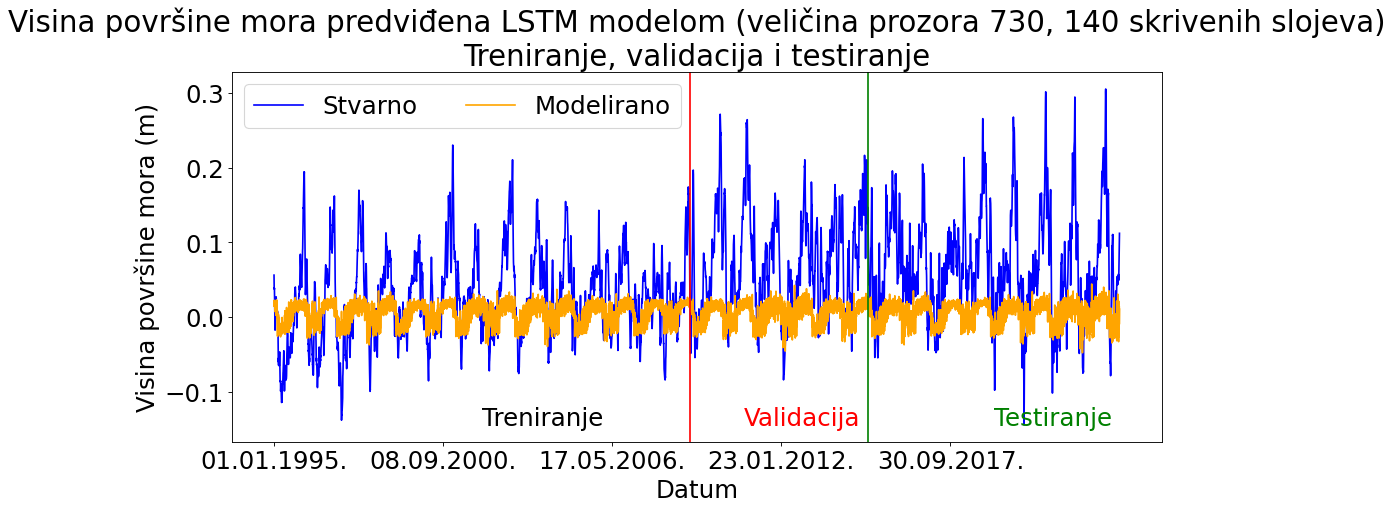 Visina površine mora predviđena LSTM modelom (veličina prozora 730, 140 skrivenih slojeva)
Treniranje, validacija i testiranje
Stvarno Modelirano
Visina površine mora (m)
0.3
0.2
0.1
0.0
−0.1
Treniranje Validacija Testiranje
01.01.1995. 08.09.2000. 17.05.2006. 23.01.2012. 30.09.2017.
Datum